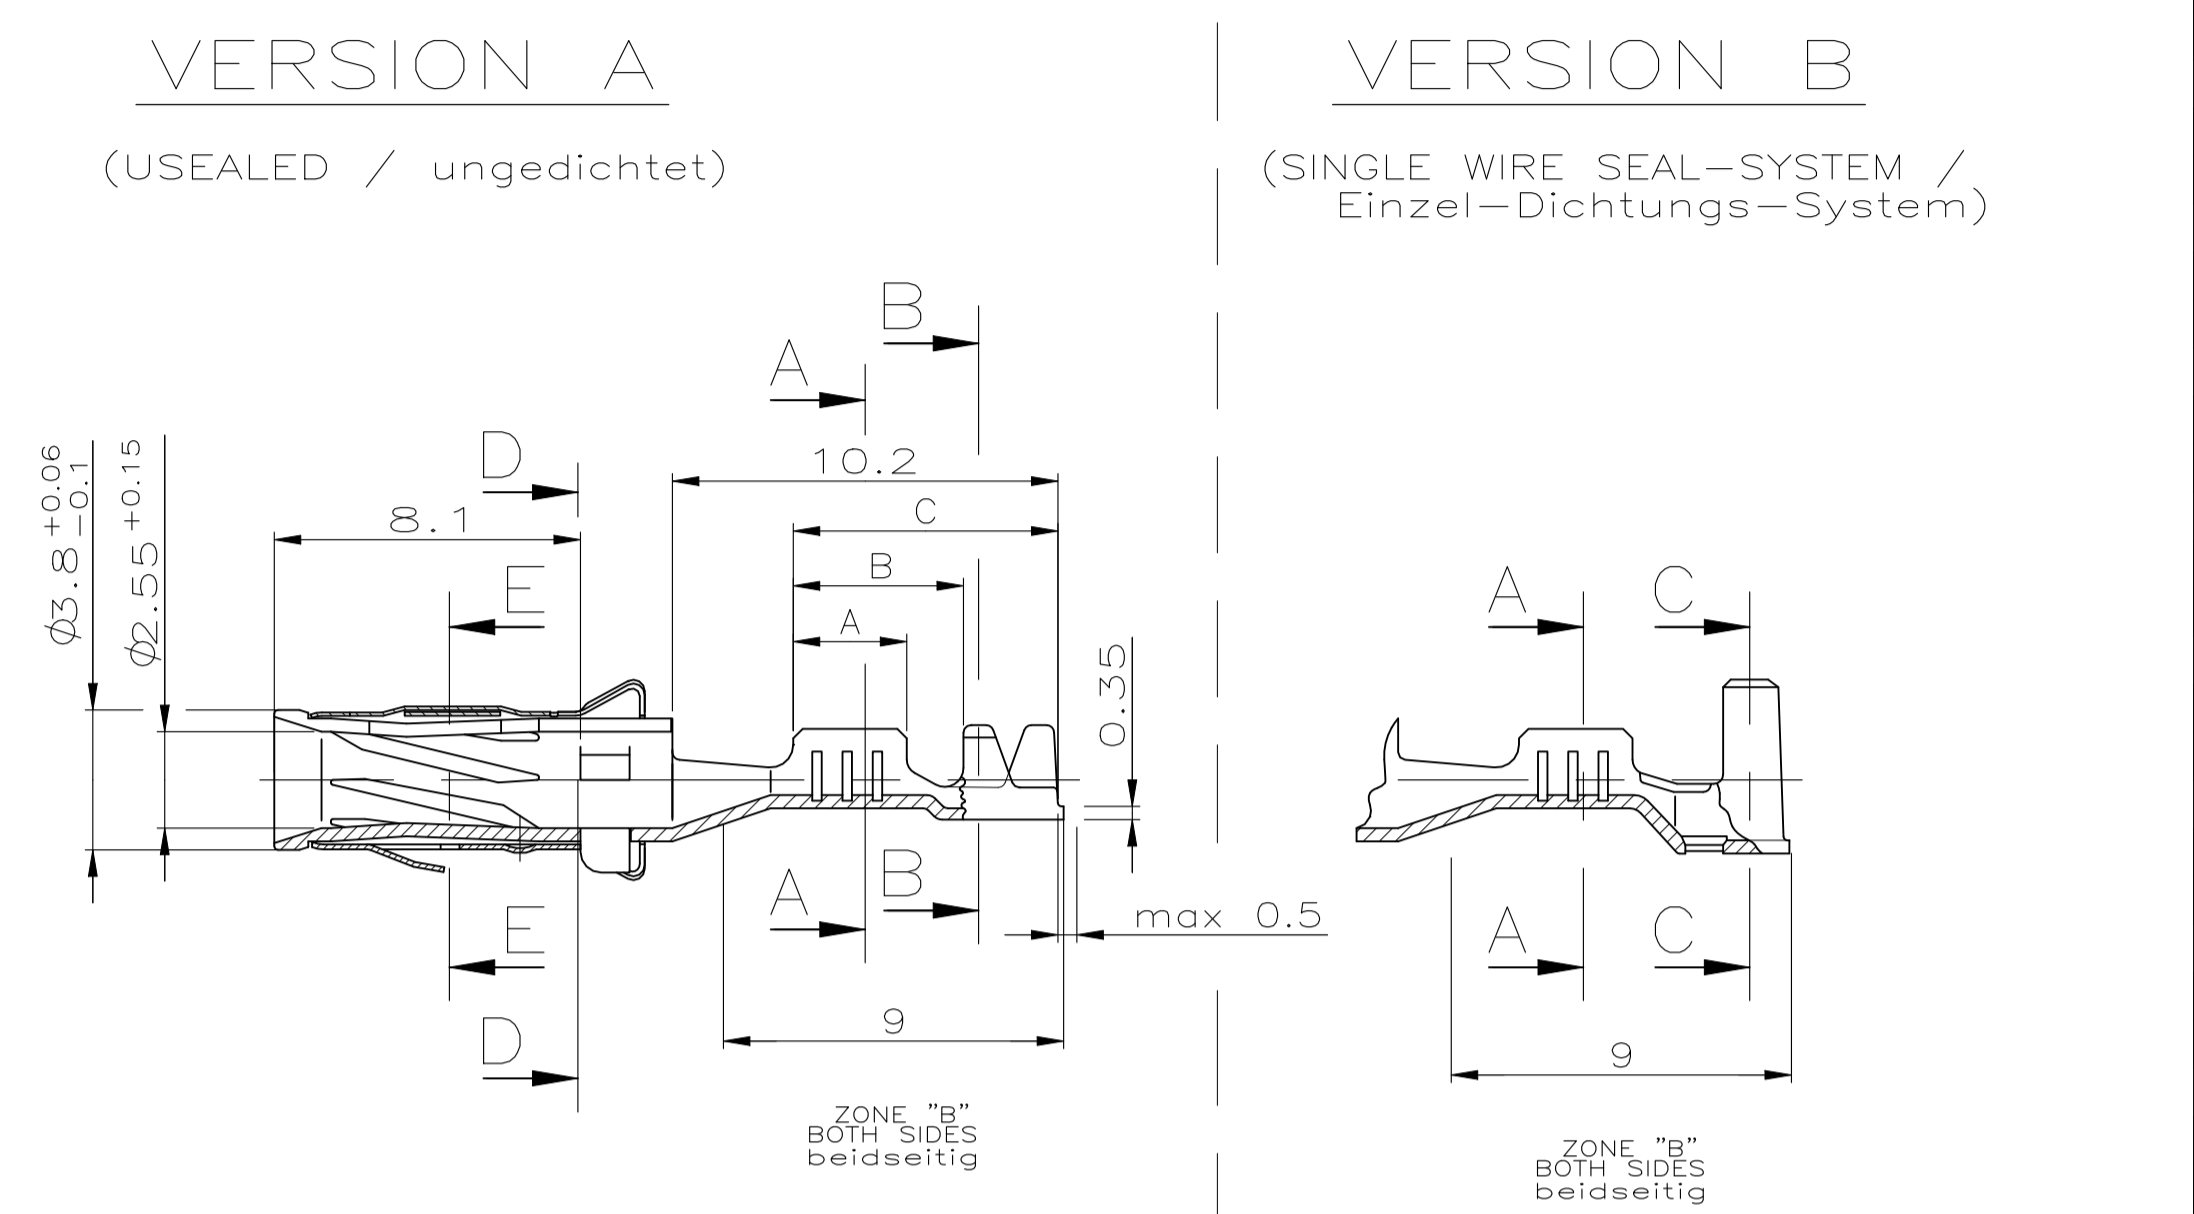 VERSION A
(USEALED / ungedichtet)
B
A
D
10.2
C
8.1
B
E
A
⌀3.8 +0.06 -0.1
⌀2.55 +0.15
0.35
A
B
max 0.5
E
9
D
ZONE "B"
BOTH SIDES
beidseitig
VERSION B
(SINGLE WIRE SEAL-SYSTEM /
Einzel-Dichtungs-System)
A
C
A
C
9
ZONE "B"
BOTH SIDES
beidseitig